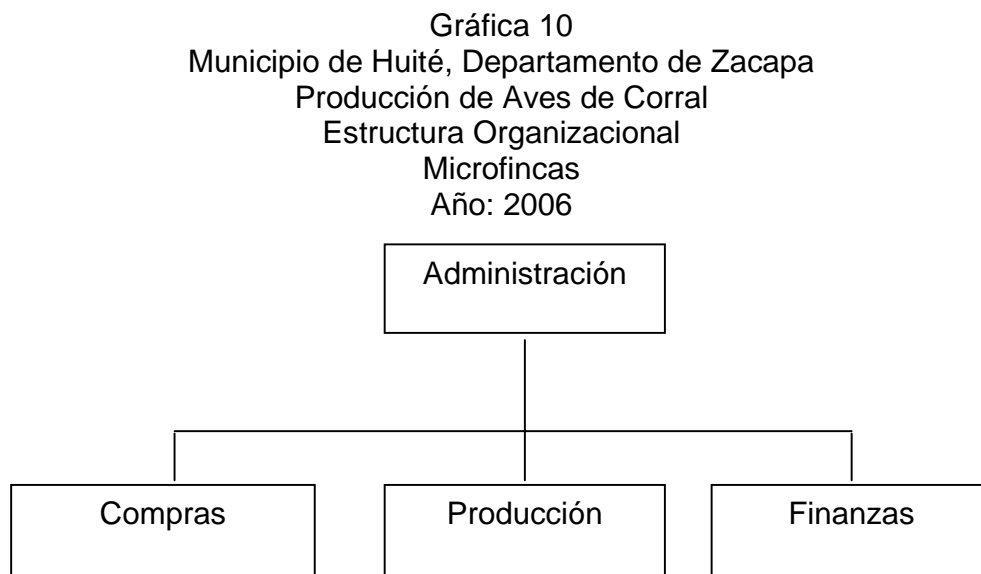 Gráfica 10
Municipio de Huité, Departamento de Zacapa
Producción de Aves de Corral
Estructura Organizacional
Microfincas
Año: 2006
Administración
Compras
Producción
Finanzas